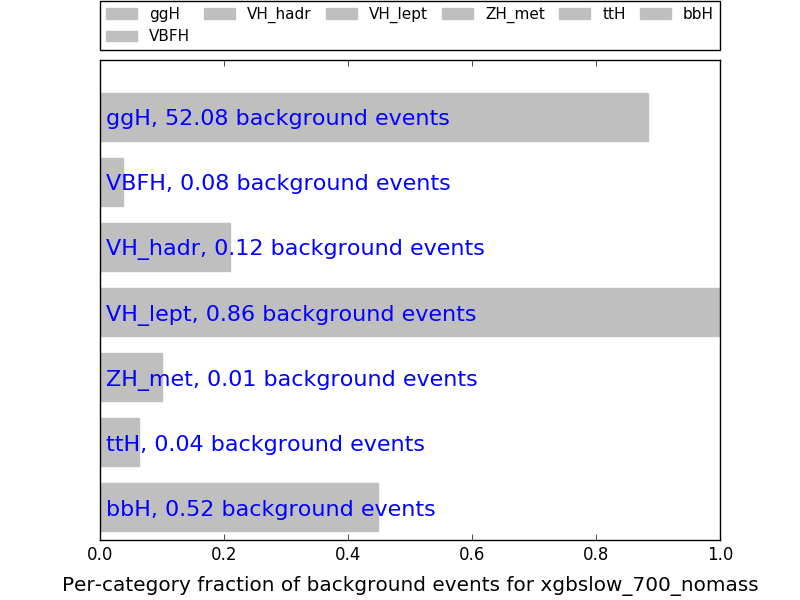 ggH VH_hadr VH_lept ZH_met ttH bbH
VBFH
ggH, 52.08 background events
VBFH, 0.08 background events
VH_hadr, 0.12 background events
VH_lept, 0.86 background events
ZH_met, 0.01 background events
ttH, 0.04 background events
bbH, 0.52 background events
0.0 0.2 0.4 0.6 0.8 1.0
Per-category fraction of background events for xgbslow_700_nomass